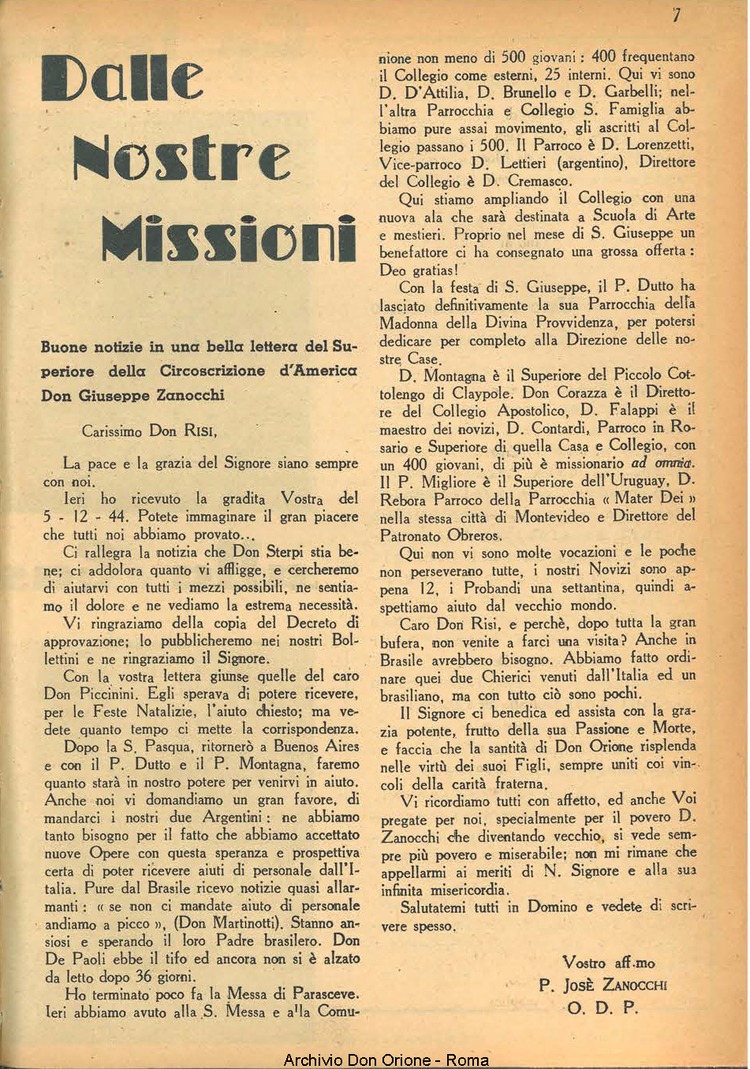 7
Dalle
Nostre
Missioni
Buone notizie in una bella lettera del Su-
periore della Circoscrizione d'America
Don Giuseppe Zanocchi
Carissimo Don RISI,
La pace e la grazia del Signore siano sempre
con noi.
Ieri ho ricevuto la gradita Vostra del
5 - 12 - 44. Potete immaginare il gran piacere
che tutti noi abbiamo provato...
Ci rallegra la notizia che Don Sterpi stia be-
ne; ci addolora quanto vi affligge, e cercheremo
di aiutarvi con tutti i mezzi possibili, ne sentia-
mo il dolore e ne vediamo la estrema necessità.
Vi ringraziamo della copia del Decreto di
approvazione; lo pubblicheremo nei nostri Bol-
lettini e ne ringraziamo il Signore.
Con la vostra lettera giunse quelle del caro
Don Piccinini. Egli sperava di potere ricevere,
per le Feste Natalizie, l'aiuto chiesto; ma ve-
dete quanto tempo ci mette la corrispondenza.
Dopo la S. Pasqua, ritornerò a Buenos Aires
e con il P. Dutto e il P. Montagna, faremo
quanto starà in nostro potere per venirvi in aiuto.
Anche noi vi domandiamo un gran favore, di
mandarci i nostri due Argentini : ne abbiamo
tanto bisogno per il fatto che abbiamo accettato
nuove Opere con questa speranza e prospettiva
certa di poter ricevere aiuti di personale dall'I-
talia. Pure dal Brasile ricevo notizie quasi allar-
manti : « se non ci mandate aiuto di personale
andiamo a picco », (Don Martinotti). Stanno an-
siosi e sperando il loro Padre brasilero. Don
De Paoli ebbe il tifo ed ancora non si è alzato
da letto dopo 36 giorni.
Ho terminato poco fa la Messa di Parasceve.
Ieri abbiamo avuto alla S. Messa e a'la Comu-
nione non meno di 500 giovani : 400 frequentano
il Collegio come esterni, 25 interni. Qui vi sono
D. D'Attilia, D. Brunello e D. Garbelli; nel-
l'altra Parrocchia e Collegio S. Famiglia ab-
biamo pure assai movimento, gli ascritti al Col-
legio passano i 500. Il Parroco è D. Lorenzetti,
Vice-parroco D. Lettieri (argentino), Direttore
del Collegio è D. Cremasco.
Qui stiamo ampliando il Collegio con una
nuova ala che sarà destinata a Scuola di Arte
e mestieri. Proprio nel mese di S. Giuseppe un
benefattore ci ha consegnato una grossa offerta :
Deo gratias!
Con la festa di S. Giuseppe, il P. Dutto ha
lasciato definitivamente la sua Parrocchia della
Madonna della Divina Provvidenza, per potersi
dedicare per completo alla Direzione delle no-
stre Case.
D. Montagna è il Superiore del Piccolo Cot-
tolengo di Claypole. Don Corazza è il Diretto-
re del Collegio Apostolico, D. Falappi è il
maestro dei novizi, D. Contardi, Parroco in Ro-
sario e Superiore di quella Casa e Collegio, con
un 400 giovani, di più è missionario ad omnia.
Il P. Migliore è il Superiore dell'Uruguay, D.
Rebora Parroco della Parrocchia « Mater Dei »
nella stessa città di Montevideo e Direttore del
Patronato Obreros.
Qui non vi sono molte vocazioni e le poche
non perseverano tutte, i nostri Novizi sono ap-
pena 12, i Probandi una settantina, quindi a-
spettiamo aiuto dal vecchio mondo.
Caro Don Risi, e perchè, dopo tutta la gran
bufera, non venite a farci una visita? Anche in
Brasile avrebbero bisogno. Abbiamo fatto ordi-
nare quei due Chierici venuti dall'Italia ed un
brasiliano, ma con tutto ciò sono pochi.
Il Signore ci benedica ed assista con la gra-
zia potente, frutto della sua Passione e Morte,
e faccia che la santità di Don Orione risplenda
nelle virtù dei suoi Figli, sempre uniti coi vin-
coli della carità fraterna.
Vi ricordiamo tutti con affetto, ed anche Voi
pregate per noi, specialmente per il povero D.
Zanocchi che diventando vecchio, si vede sem-
pre più povero e miserabile; non mi rimane che
appellarmi ai meriti di N. Signore e alla sua
infinita misericordia.
Salutatemi tutti in Domino e vedete di scri-
vere spesso.
Vostro aff.mo
P. JOSÈ ZANOCCHI
O. D. P.
Archivio Don Orione - Roma